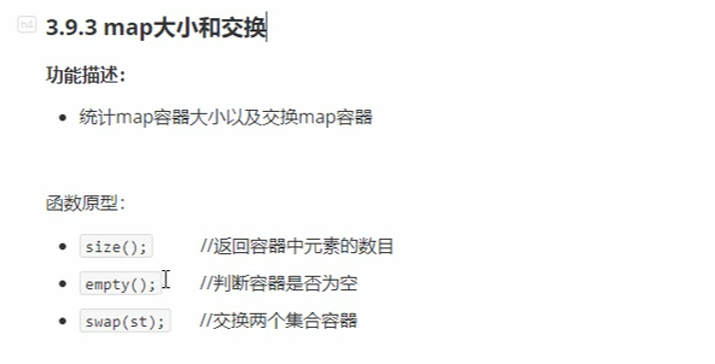 h4
3.9.3 map大小和交换
功能描述：
统计map容器大小以及交换map容器
函数原型：
size(); //返回容器中元素的数目
empty(); //判断容器是否为空
swap(st); //交换两个集合容器